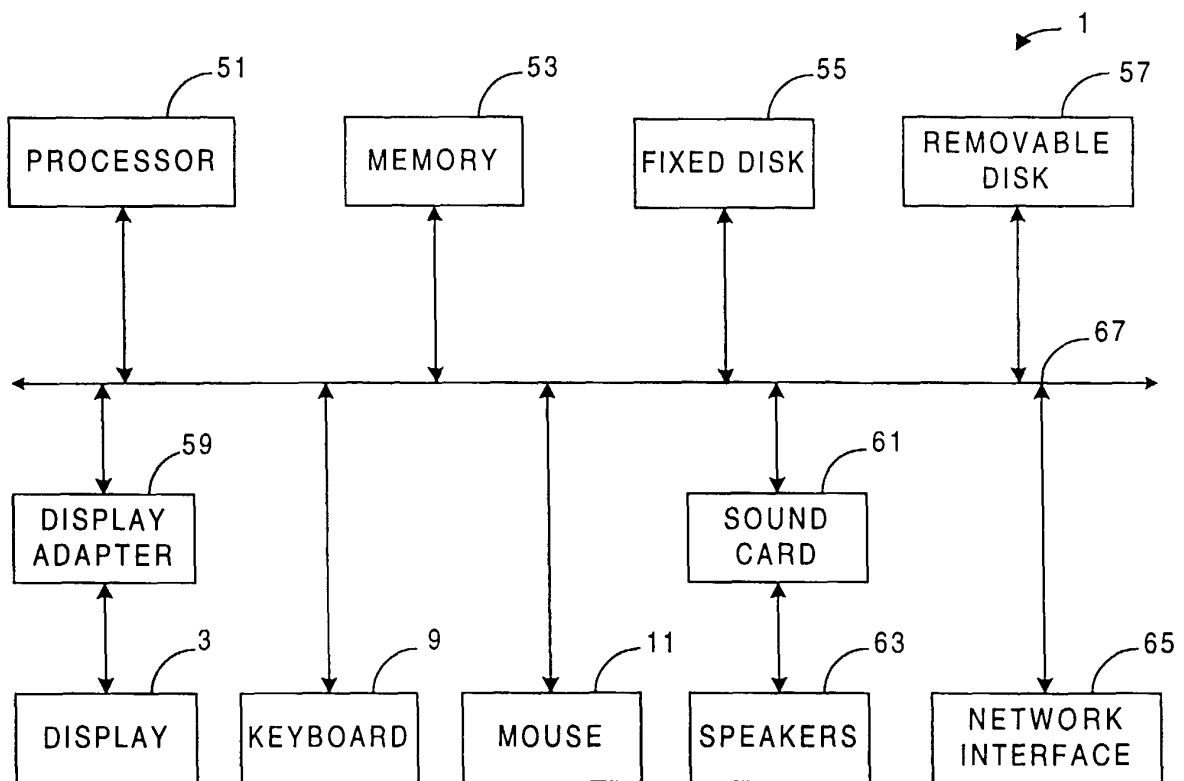 1
51
53
55
57
PROCESSOR
MEMORY
FIXED DISK
REMOVABLE
DISK
67
59
61
DISPLAY
ADAPTER
SOUND
CARD
3
9
11
63
65
DISPLAY
KEYBOARD
MOUSE
SPEAKERS
NETWORK
INTERFACE